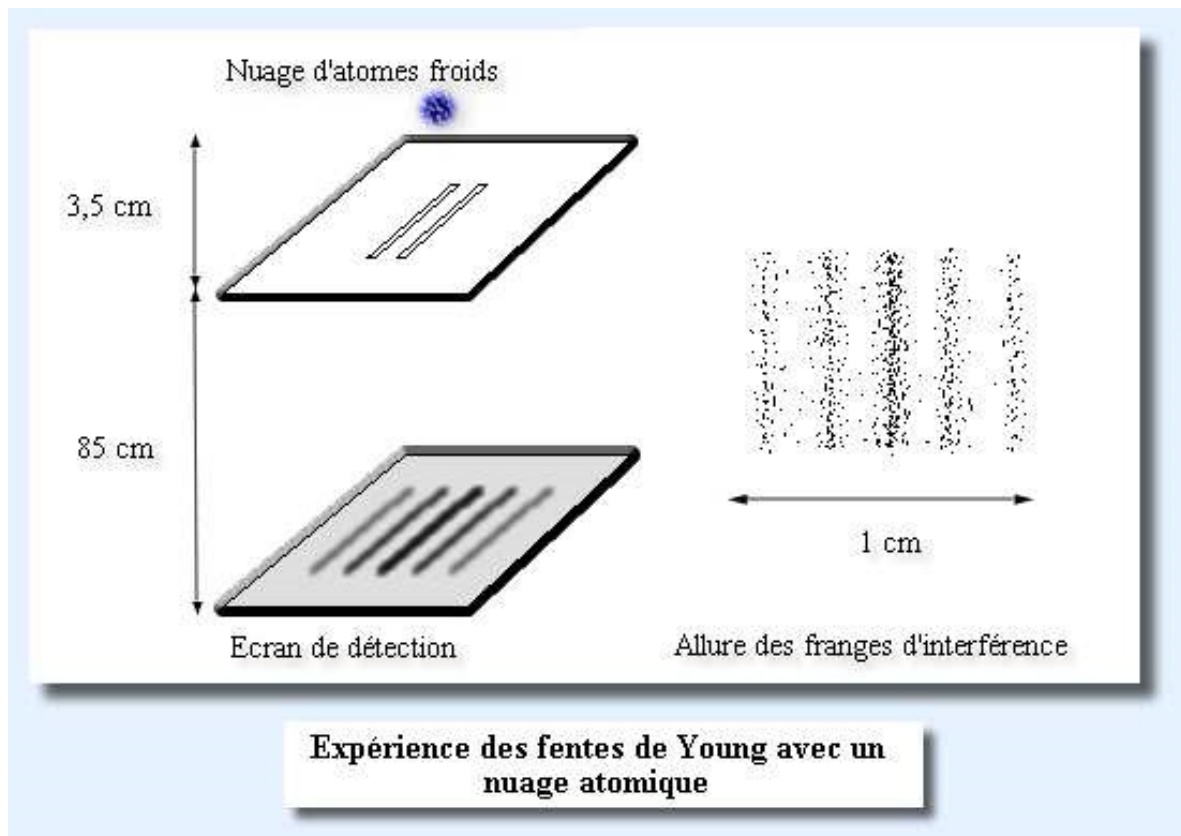 Nuage d'atomes froids
3,5 cm
85 cm
1 cm
Ecran de détection
Allure des franges d'interférence
Expérience des fentes de Young avec un
nuage atomique